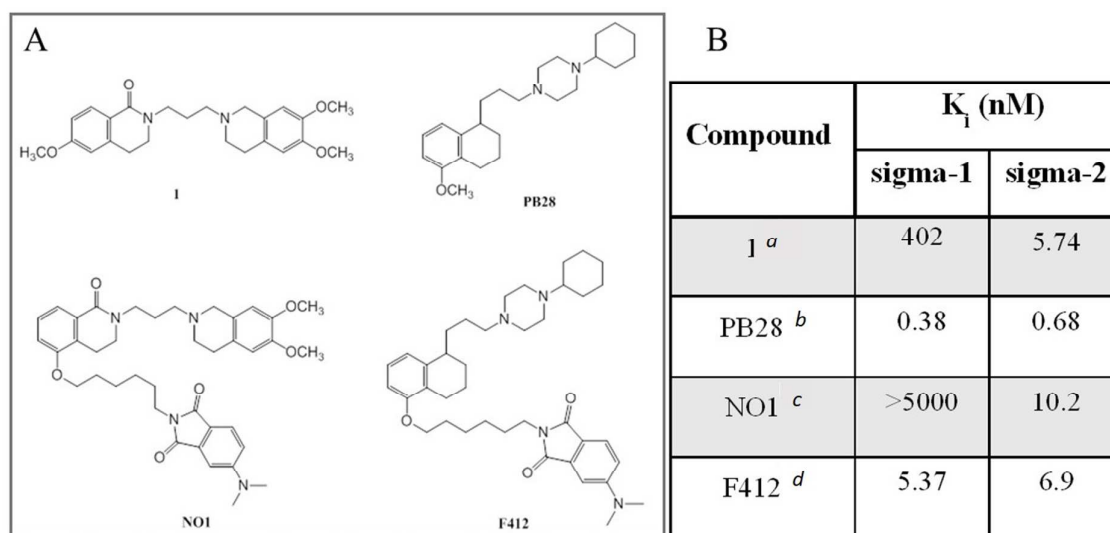 A
B
O
N
N
OCH3
OCH3
H3CO
1
N
N
OCH3
PB28
O
N
N
OCH3
OCH3
O
O
N
O
N
NO1
N
N
O
O
N
O
N
F412
Compound
Ki (nM)
sigma-1
sigma-2
1 a
402
5.74
PB28 b
0.38
0.68
NO1 c
>5000
10.2
F412 d
5.37
6.9